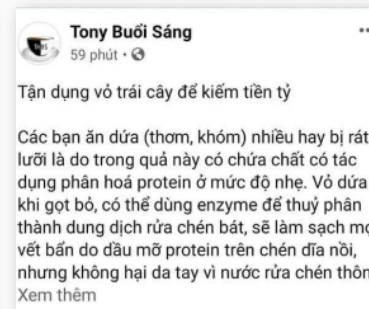 Tony Buổi Sáng
59 phút
Tận dụng vỏ trái cây để kiếm tiền tỷ
Các bạn ăn dứa (thơm, khóm) nhiều hay bị rát
lưỡi là do trong quả này có chứa chất có tác
dụng phân hoá protein ở mức độ nhẹ. Vỏ dứa
khi gọt bỏ, có thể dùng enzyme để thuỷ phân
thành dung dịch rửa chén bát, sẽ làm sạch
vết bẩn do dầu mỡ protein trên chén dĩa nồi,
nhưng không hại da tay vì nước rửa chén
Xem thêm